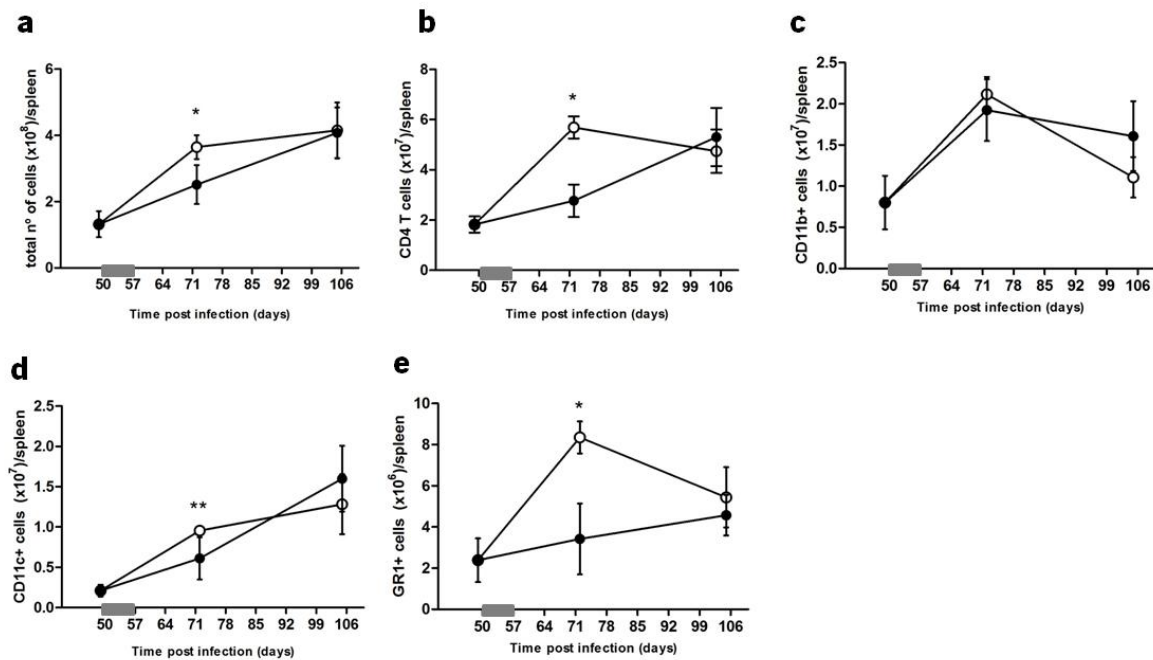 a
total nº of cells (x10⁸)/spleen
6
4
2
0
*
50 57 64 71 78 85 92 99 106
Time post infection (days)
b
CD4 T cells (x10⁷)/spleen
8
6
4
2
0
*
50 57 64 71 78 85 92 99 106
Time post infection (days)
c
CD11b+ cells (x10⁷)/spleen
2.5
2.0
1.5
1.0
0.5
0.0
50 57 64 71 78 85 92 99 106
Time post infection (days)
d
CD11c+ cells (x10⁷)/spleen
2.5
2.0
1.5
1.0
0.5
0.0
**
50 57 64 71 78 85 92 99 106
Time post infection (days)
e
GR1+ cells (x10⁶)/spleen
10
8
6
4
2
0
*
50 57 64 71 78 85 92 99 106
Time post infection (days)